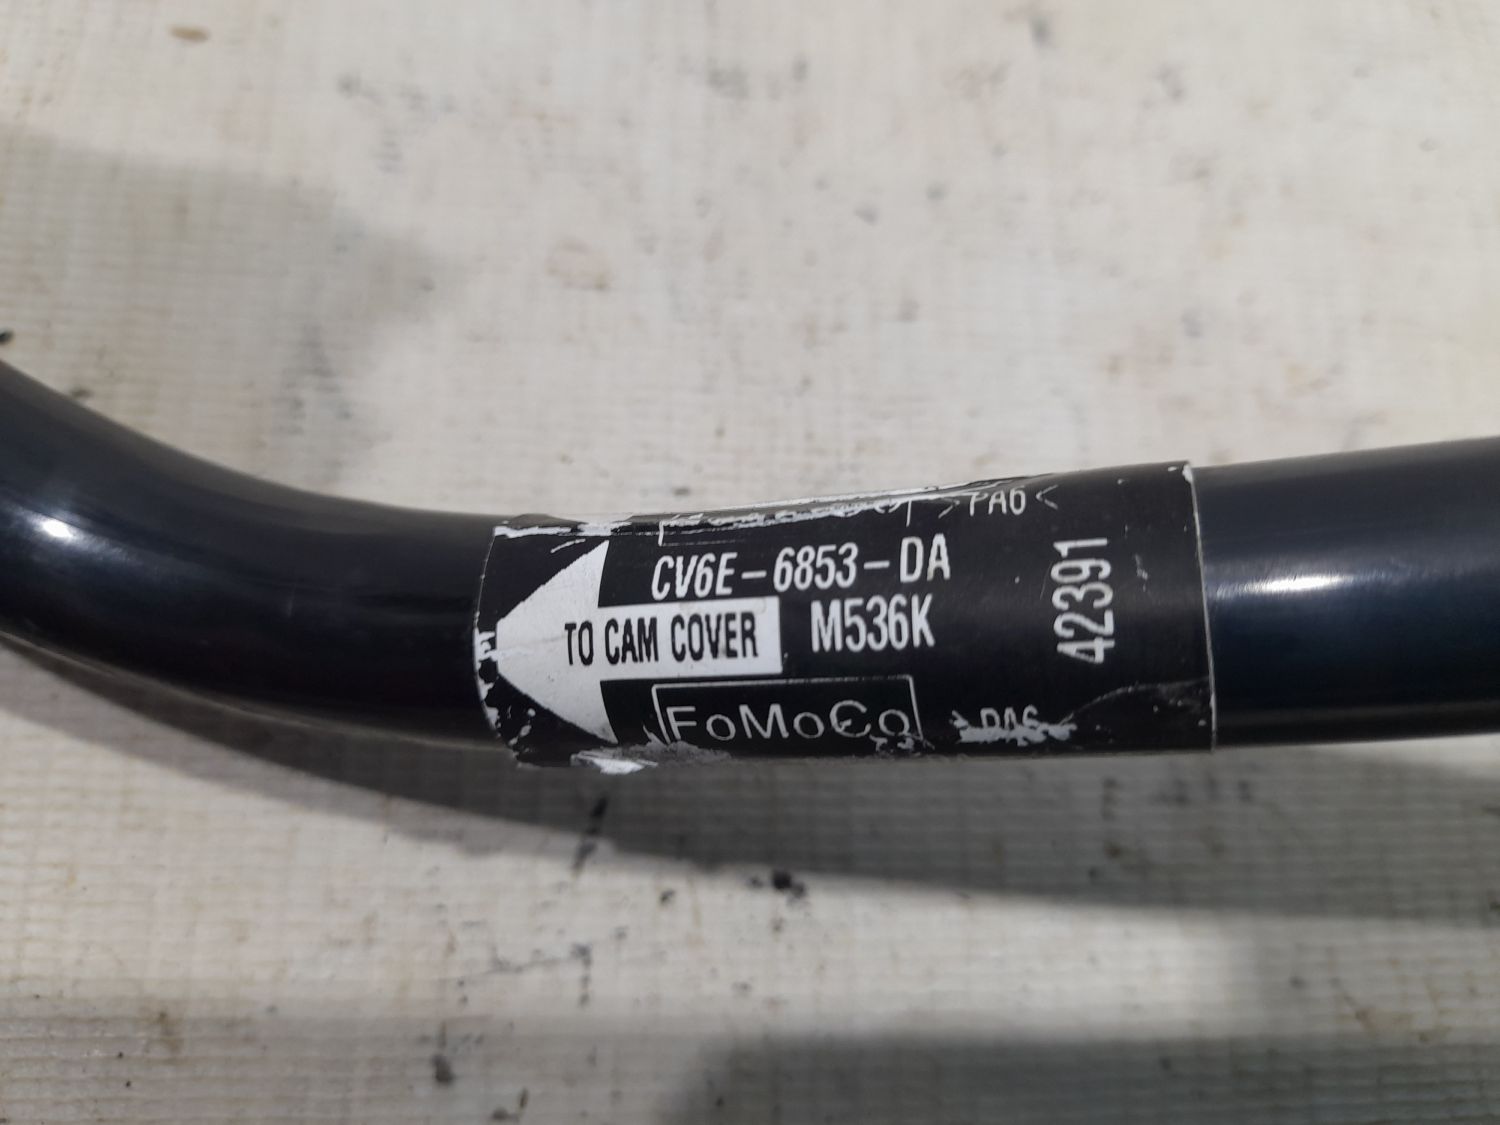 >PA6<
CV6E-6853-DA
TO CAM COVER
M536K
42391
FoMoCo